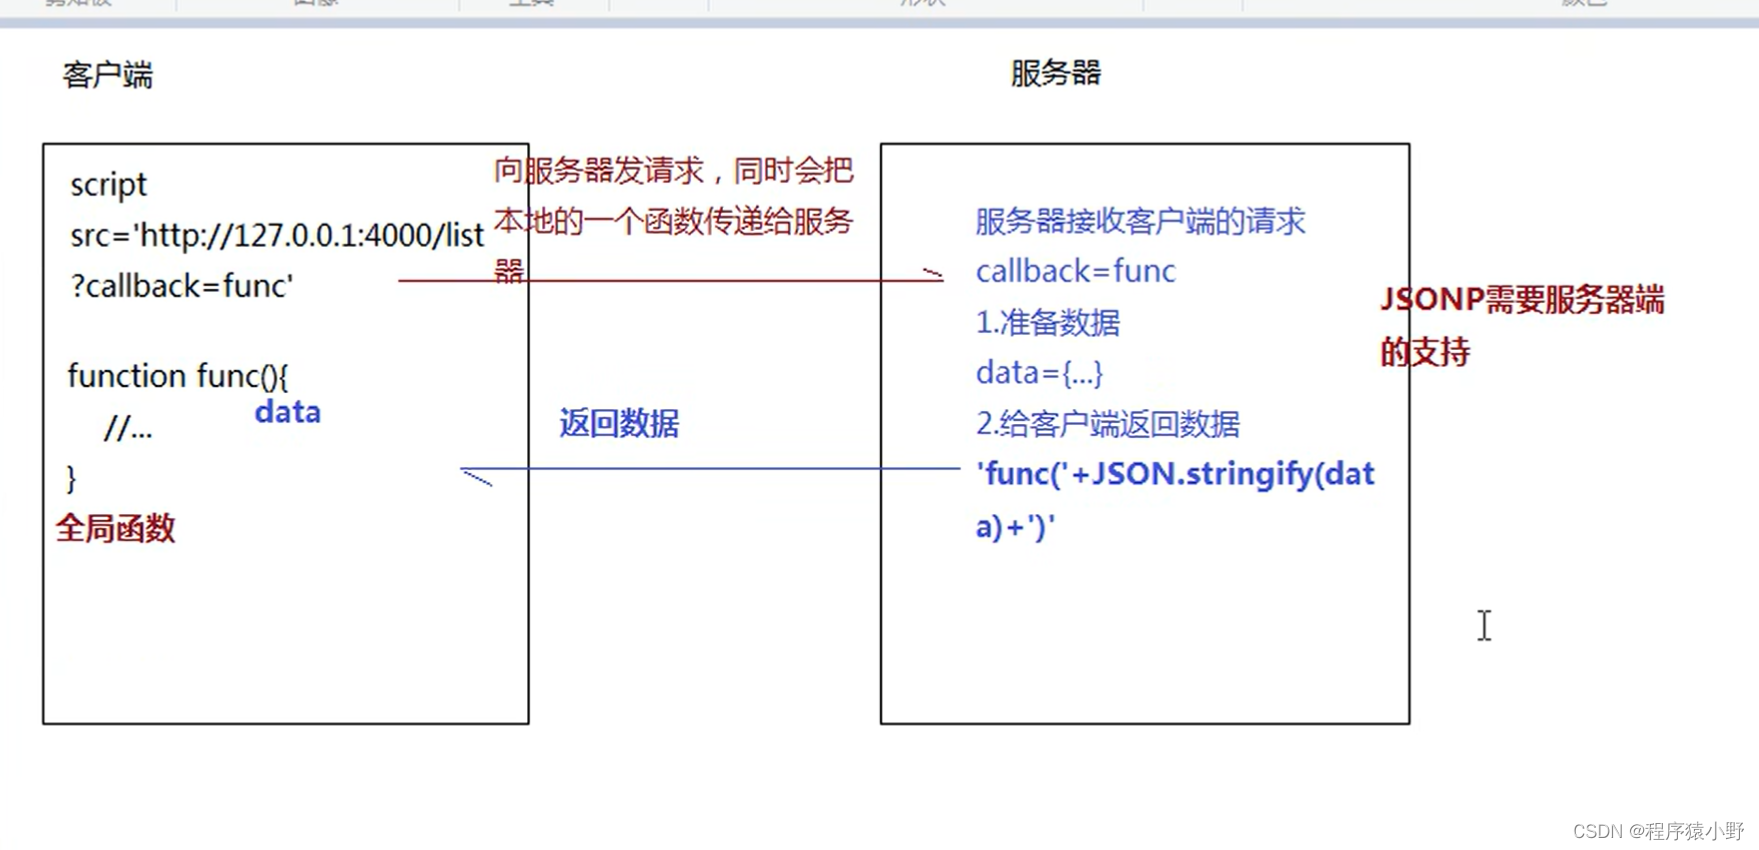 客户端
服务器
script
src='http://127.0.0.1:4000/list
?callback=func'
function func(){
data
//...
}
全局函数
向服务器发请求，同时会把
本地的一个函数传递给服务
器
返回数据
服务器接收客户端的请求
callback=func
1.准备数据
data={...}
2.给客户端返回数据
'func('+JSON.stringify(dat
a)+')'
JSONP需要服务器端
的支持
CSDN @程序猿小野